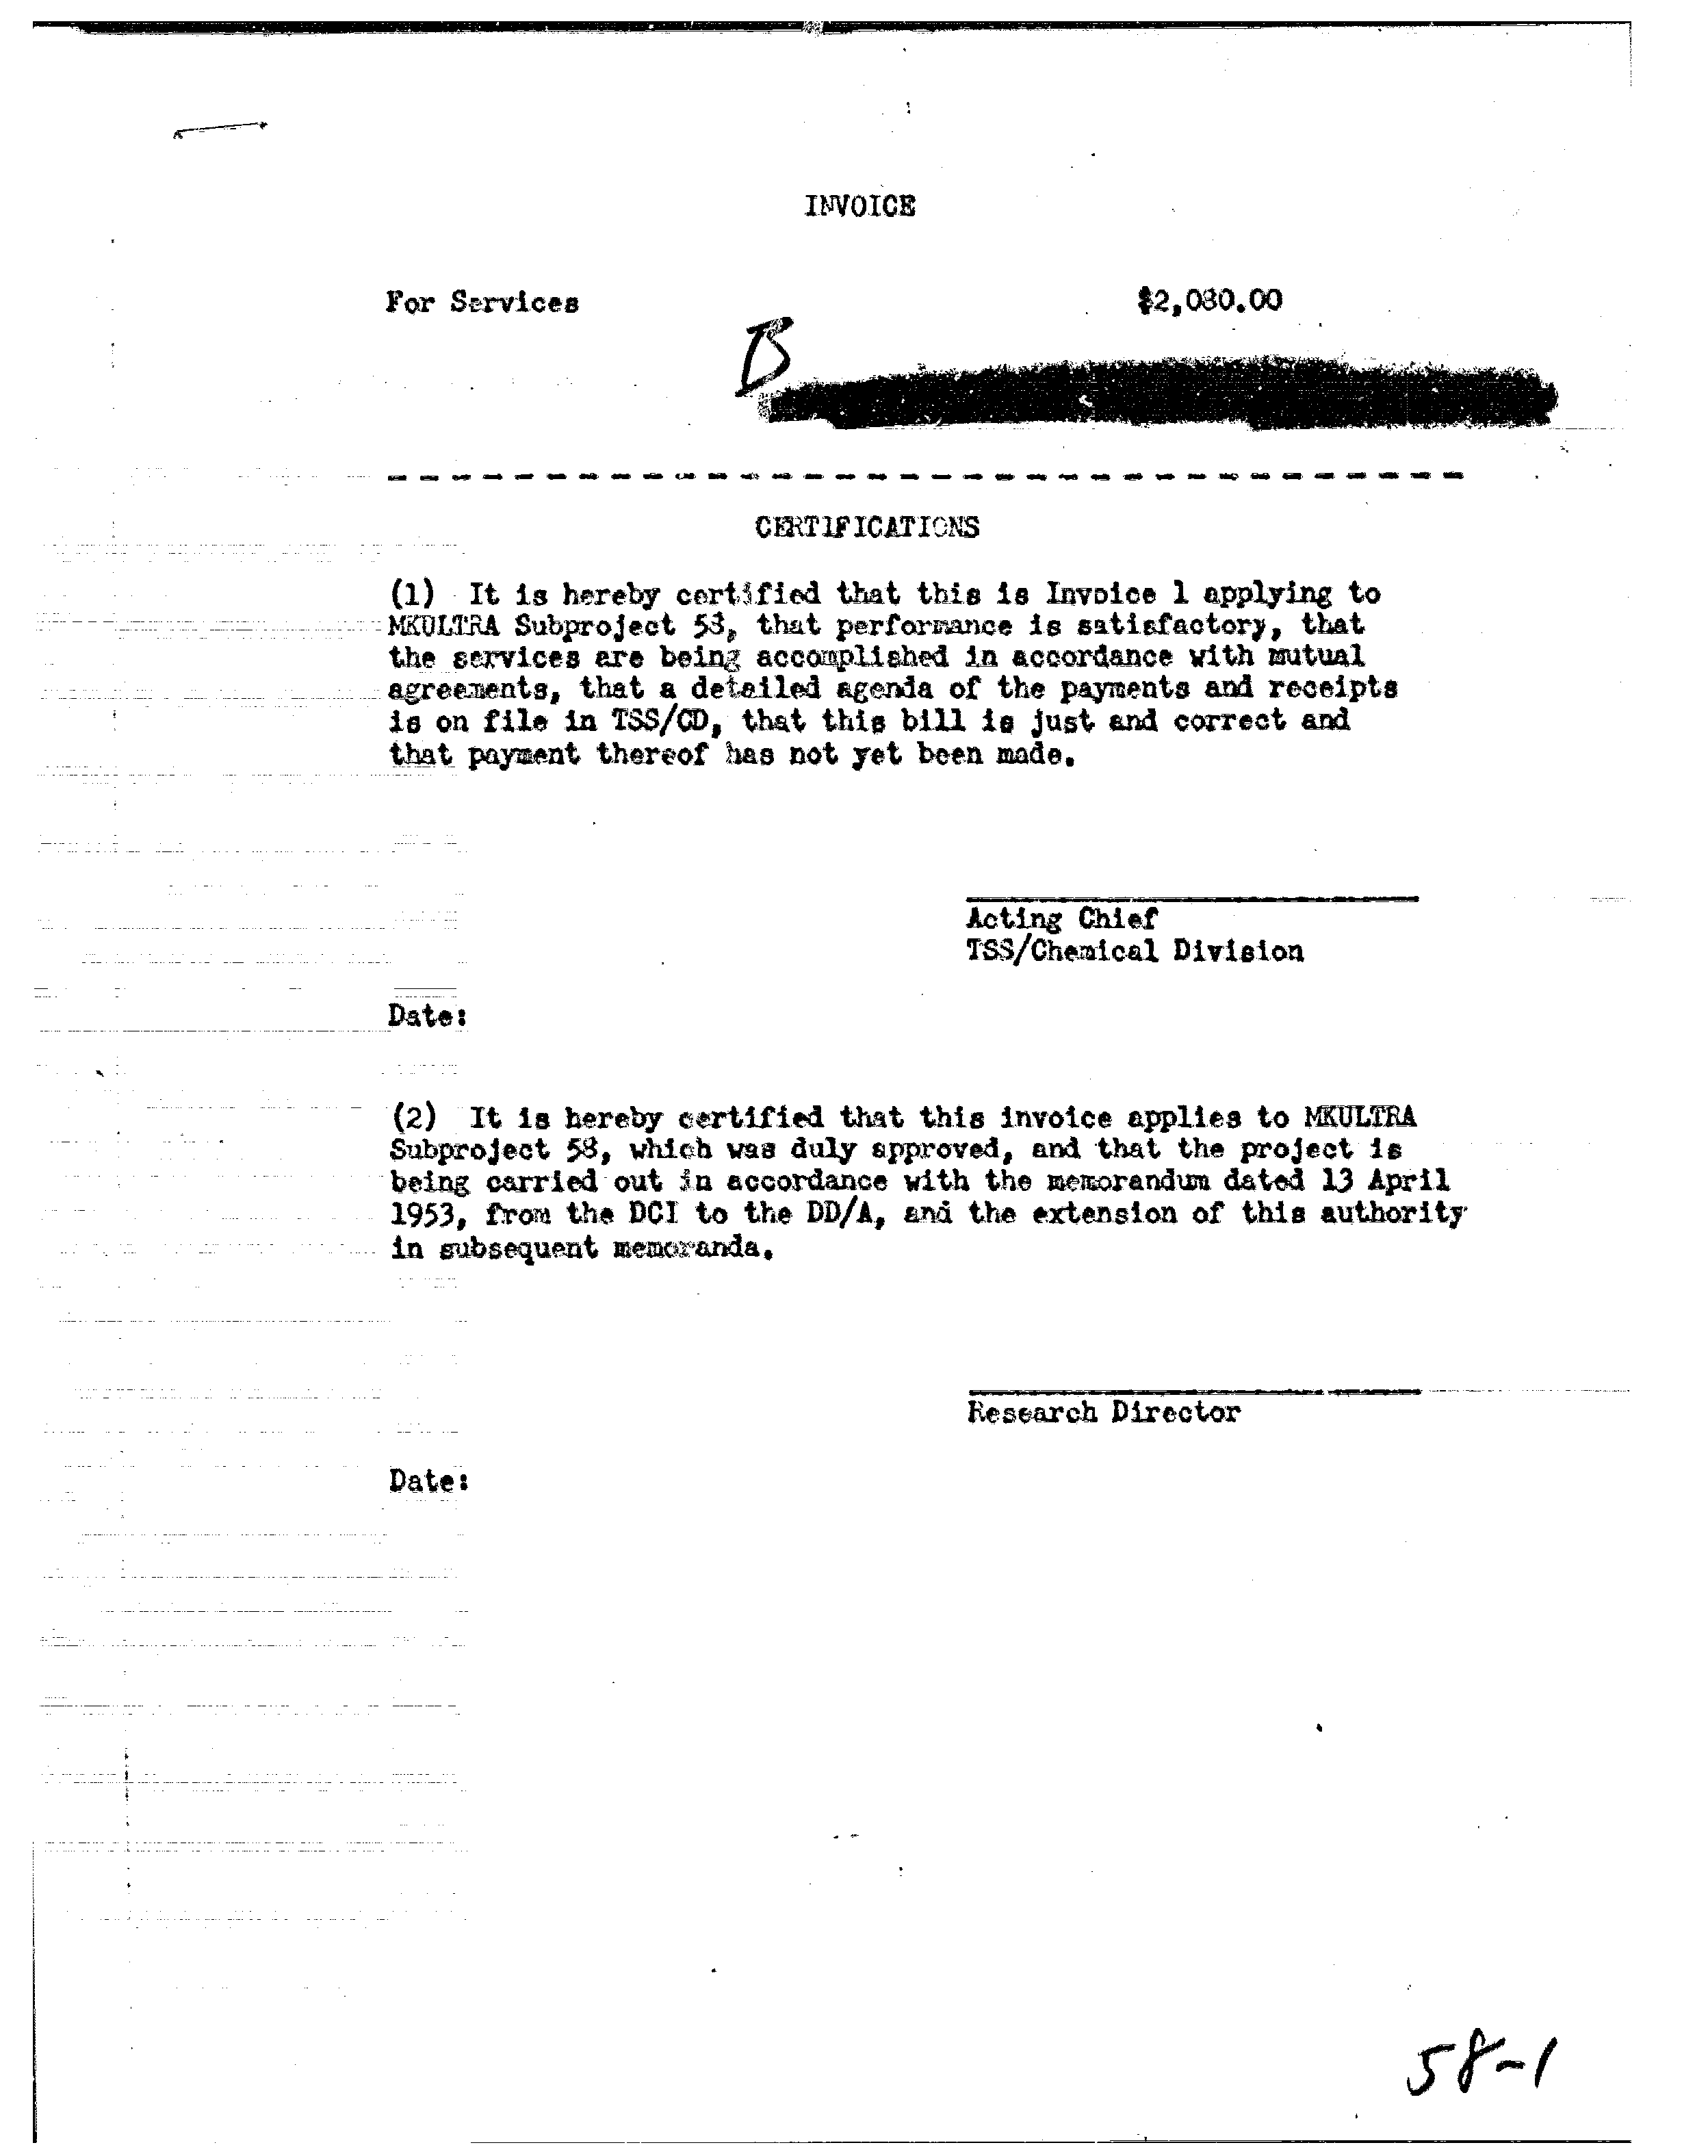 INVOICE
For Services $2,080.00
B
CERTIFICATIONS
(1) It is hereby certified that this is Invoice 1 applying to
MKULTRA Subproject 58, that performance is satisfactory, that
the services are being accomplished in accordance with mutual
agreements, that a detailed agenda of the payments and receipts
is on file in TSS/CD, that this bill is just and correct and
that payment thereof has not yet been made.
Acting Chief
TSS/Chemical Division
Date:
(2) It is hereby certified that this invoice applies to MKULTRA
Subproject 58, which was duly approved, and that the project is
being carried out in accordance with the memorandum dated 13 April
1953, from the DCI to the DD/A, and the extension of this authority
in subsequent memoranda.
Research Director
Date:
58-1